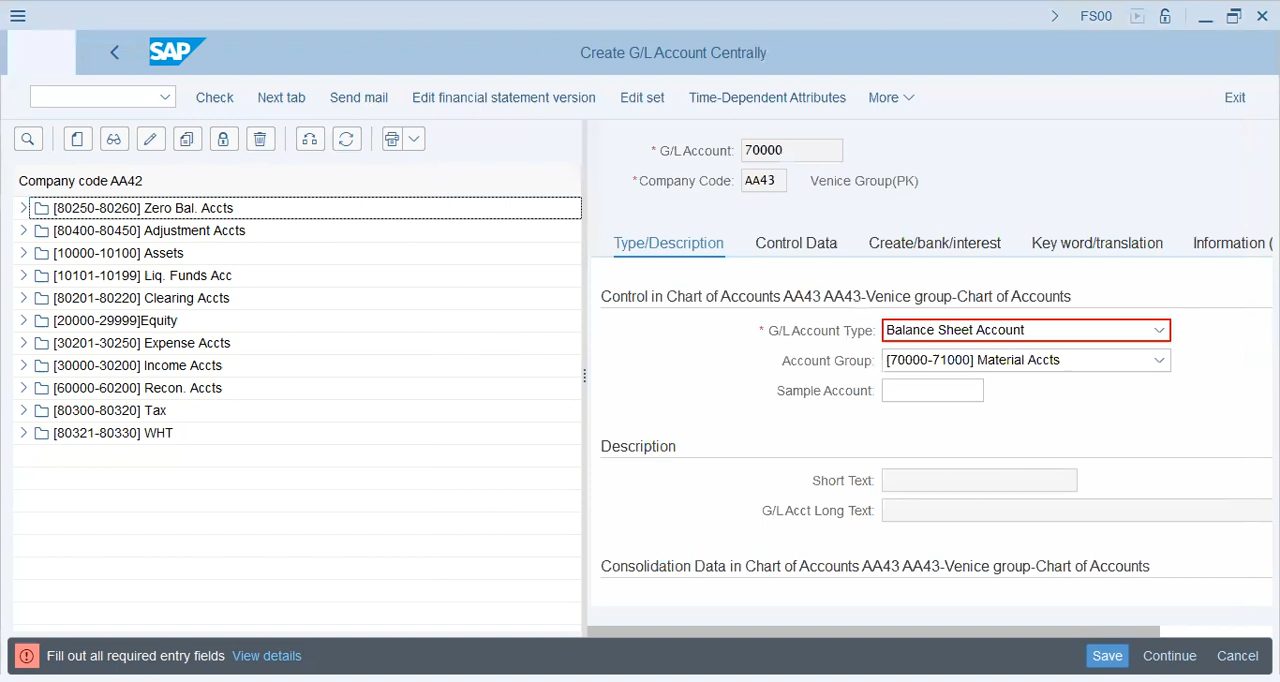 FS00
SAP Create G/L Account Centrally
Check Next tab Send mail Edit financial statement version Edit set Time-Dependent Attributes More Exit
* G/L Account: 70000
*Company Code: AA43 Venice Group(PK)
Company code AA42
[80250-80260] Zero Bal. Accts
[80400-80450] Adjustment Accts
[10000-10100] Assets
[10101-10199] Liq. Funds Acc
[80201-80220] Clearing Accts
[20000-29999]Equity
[30201-30250] Expense Accts
[30000-30200] Income Accts
[60000-60200] Recon. Accts
[80300-80320] Tax
[80321-80330] WHT
Type/Description Control Data Create/bank/interest Key word/translation Information (
Control in Chart of Accounts AA43 AA43-Venice group-Chart of Accounts
* G/L Account Type: Balance Sheet Account
Account Group: [70000-71000] Material Accts
Sample Account:
Description
Short Text:
G/L Acct Long Text:
Consolidation Data in Chart of Accounts AA43 AA43-Venice group-Chart of Accounts
Fill out all required entry fields View details Save Continue Cancel